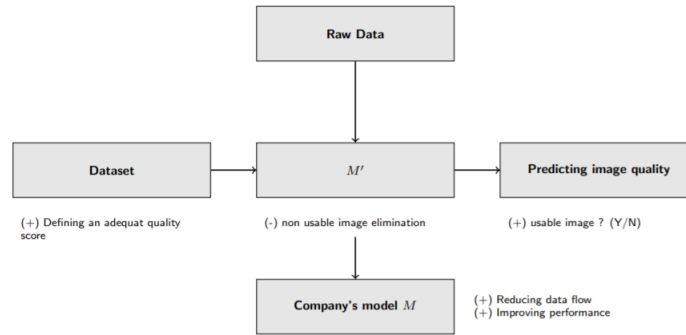 Raw Data
Dataset
M′
Predicting image quality
(+) Defining an adequat quality
score
(-) non usable image elimination
(+) usable image ? (Y/N)
Company's model M
(+) Reducing data flow
(+) Improving performance